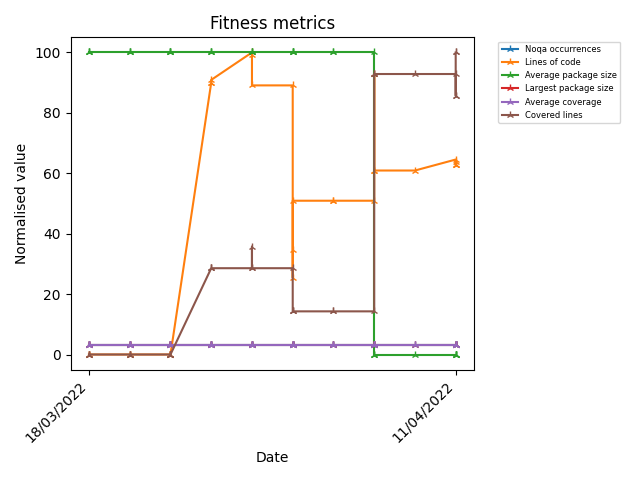 Fitness metrics
Normalised value
100
80
60
40
20
0
18/03/2022
11/04/2022
Date
Noqa occurrences
Lines of code
Average package size
Largest package size
Average coverage
Covered lines